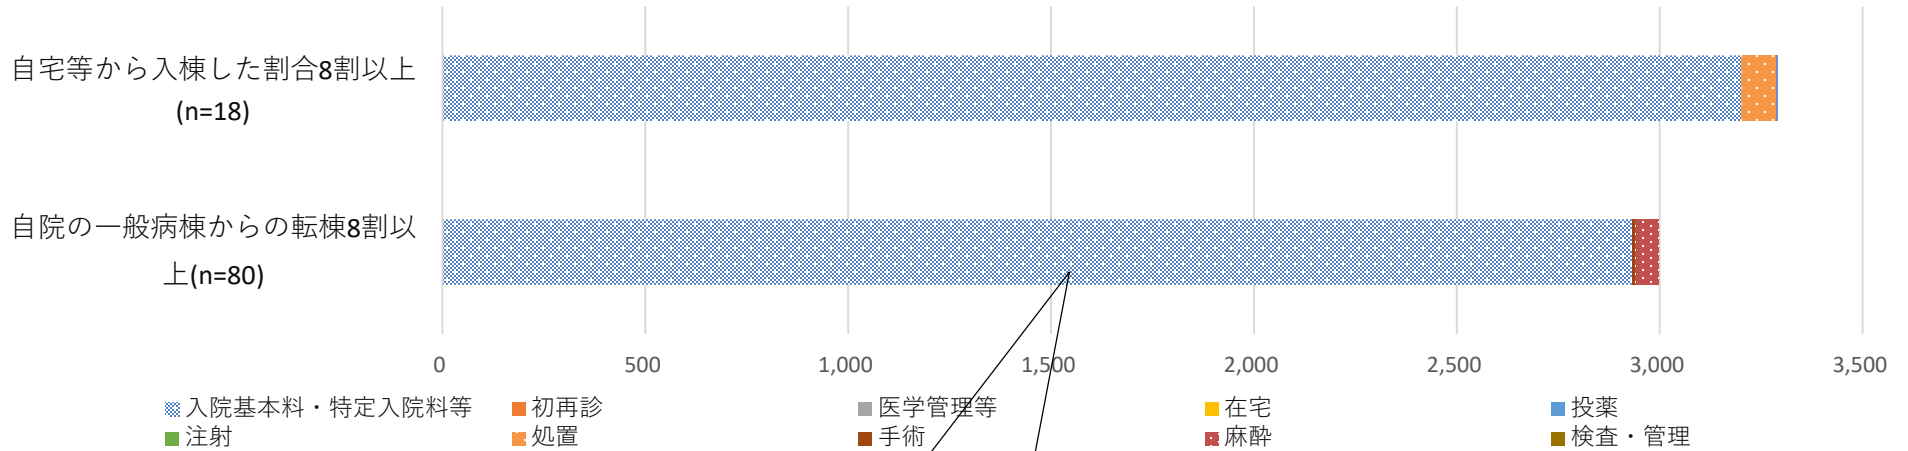 自宅等から入棟した割合8割以上
(n=18)
自院の一般病棟からの転棟8割以
上(n=80)
0 500 1,000 1,500 2,000 2,500 3,000 3,500
入院基本料・特定入院料等 初再診 医学管理等 在宅 投薬
注射 処置 手術 麻酔 検査・管理